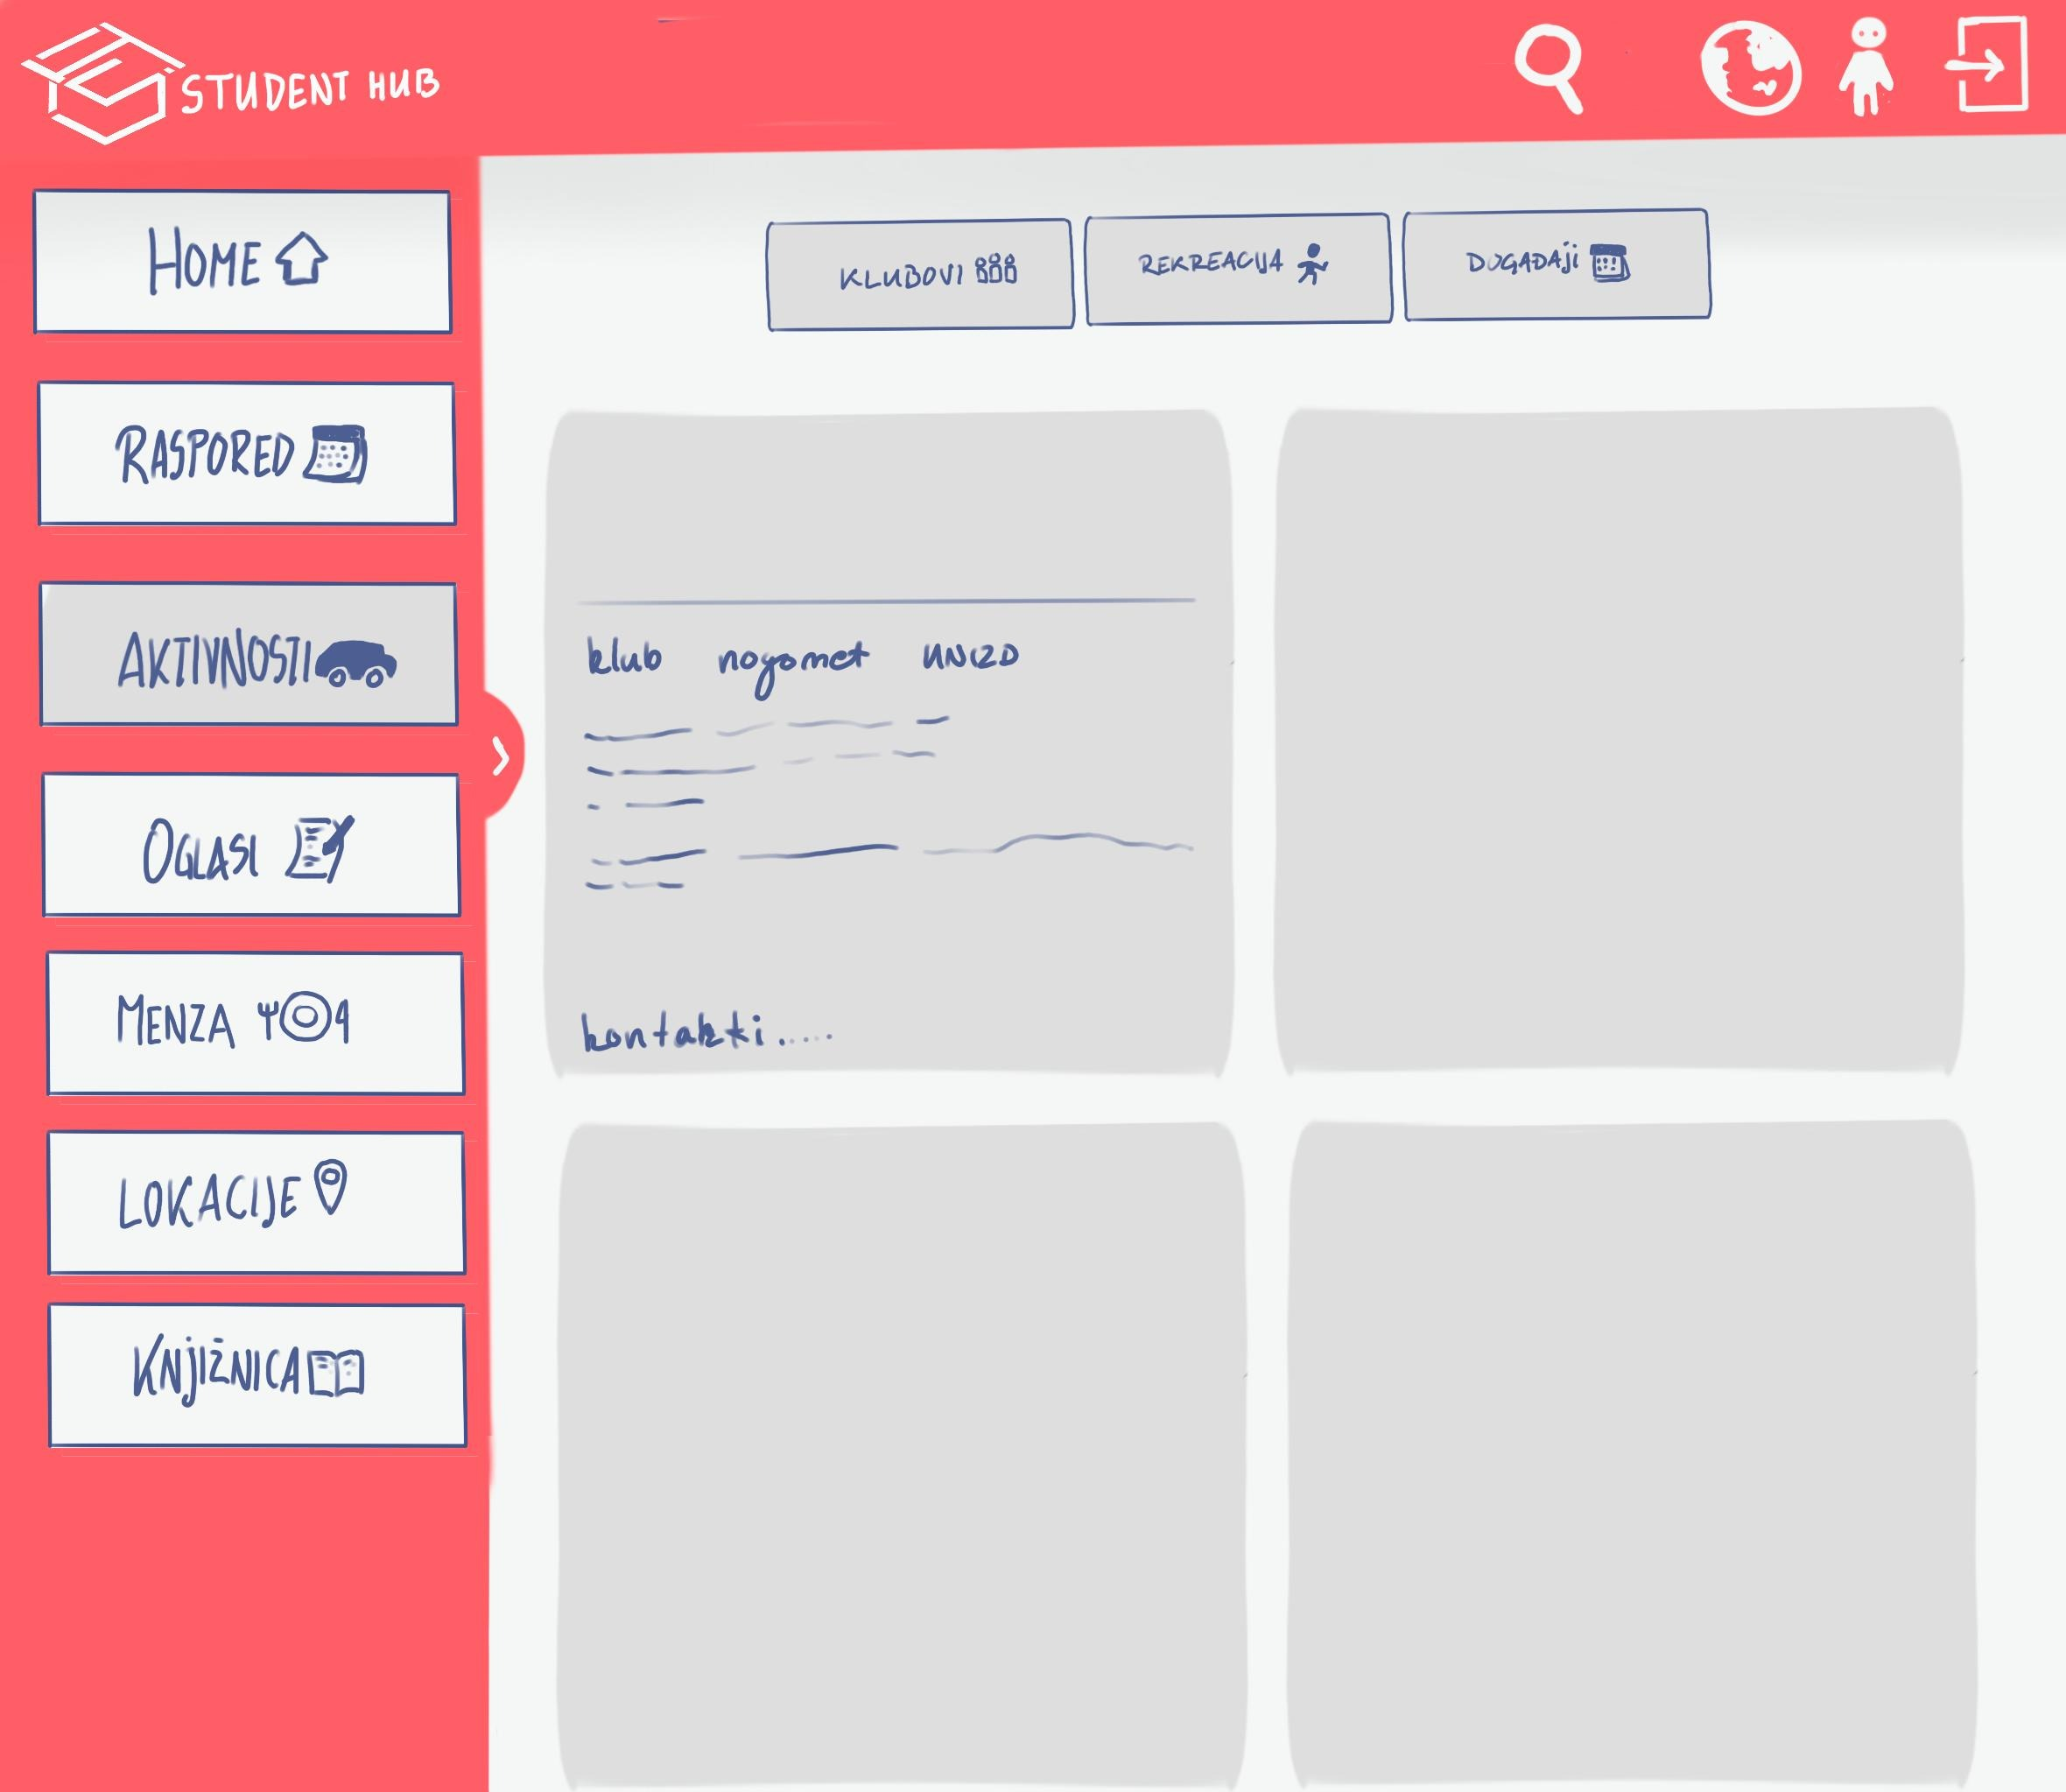 STUDENT HUB
HOME
RASPORED
AKTIVNOSTI
OGLASI
MENZA
LOKACIJE
KNJIŽNICA
KLUBOVI
REKREACIJA
DOGAĐAJI
klub nogomet UNIZD
kontakti.....